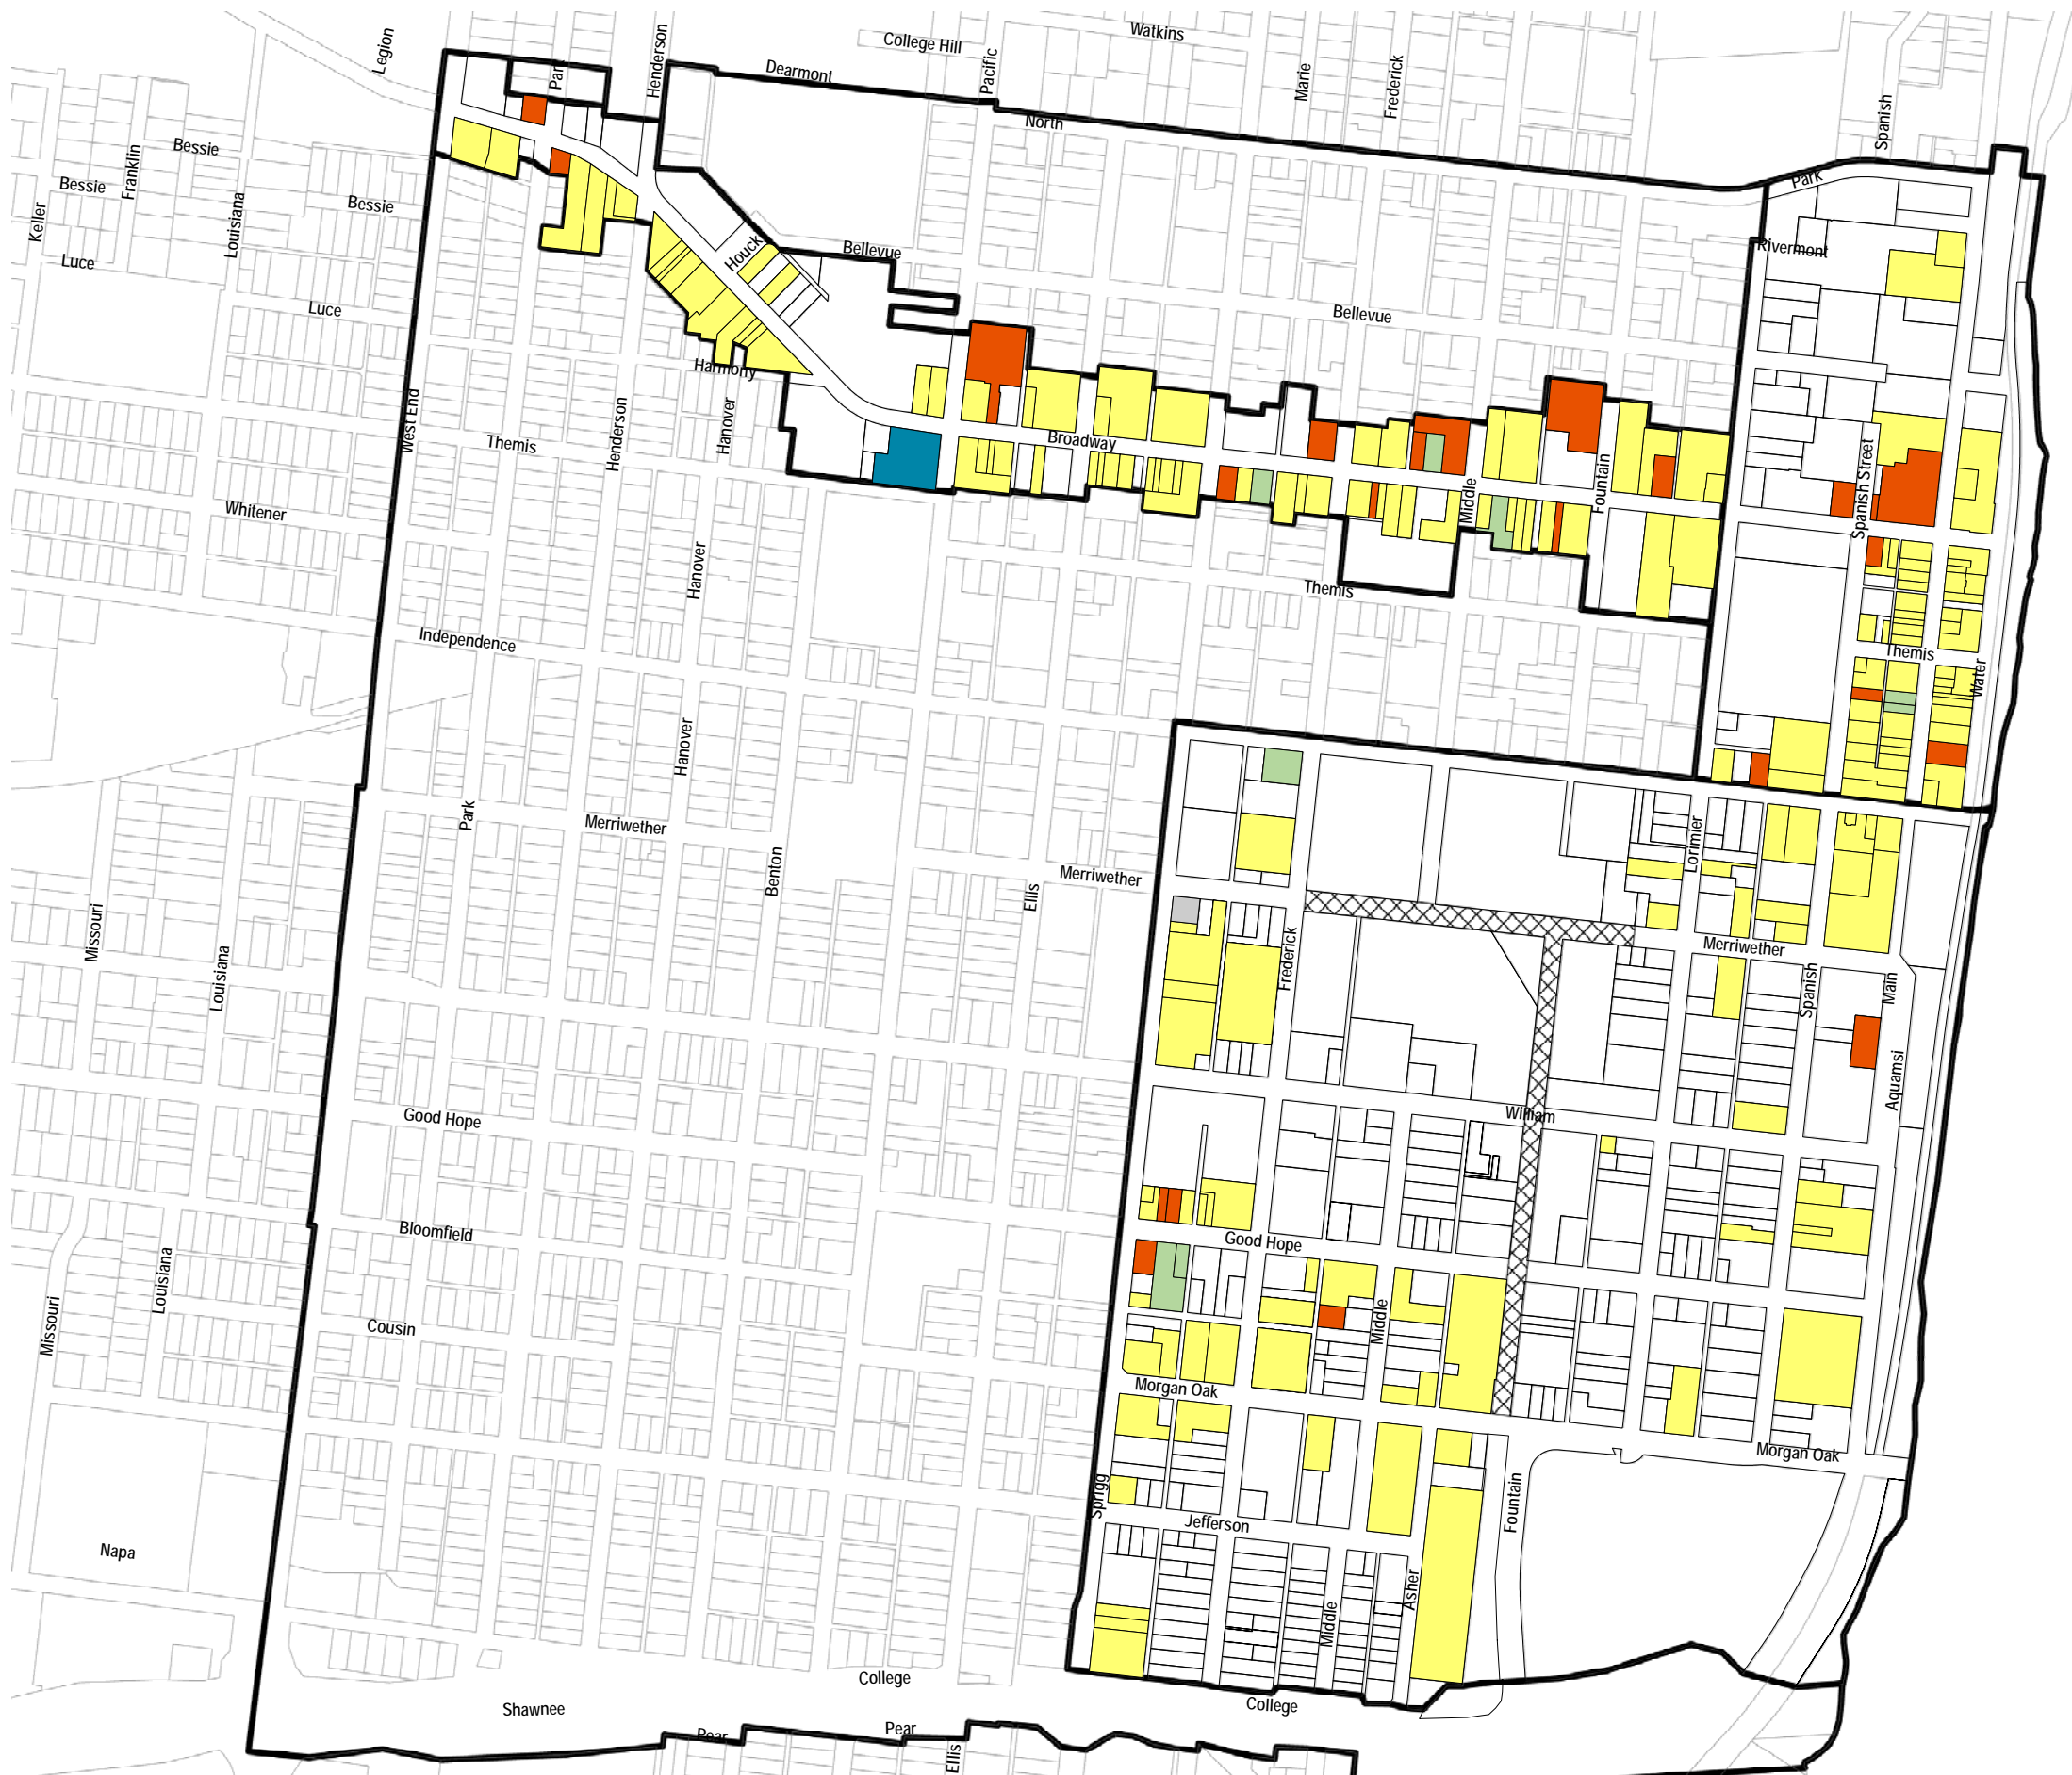 Legion
Henderson
College Hill
Pacific
Watkins
Marie
Frederick
Spanish
Park
Dearmont
North
Park
Bessie
Franklin
Bessie
Keller
Louisiana
Bessie
Luce
Luce
Houck
Bellevue
Rivermont
Bellevue
Harmony
West End
Henderson
Hanover
Themis
Broadway
Middle
Fountain
Spanish Street
Whitener
Hanover
Themis
Independence
Themis
Water
Hanover
Park
Merriwether
Benton
Ellis
Merriwether
Lorimier
Missouri
Louisiana
Frederick
Merriwether
Spanish
Main
Aquamsi
Good Hope
William
Bloomfield
Good Hope
Louisiana
Missouri
Cousin
Middle
Morgan Oak
Morgan Oak
Sprigg
Fountain
Jefferson
Napa
Asher
Middle
College
College
Shawnee
Pear
Pear
Ellis